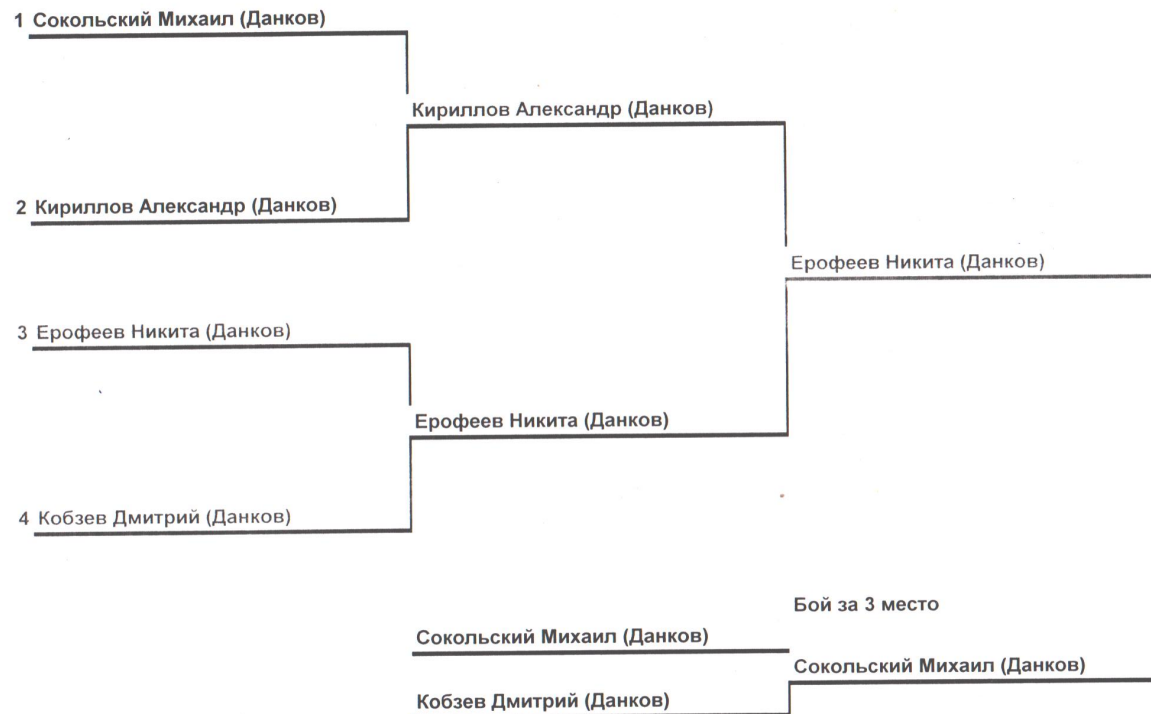 1 Сокольский Михаил (Данков)
Кириллов Александр (Данков)
2 Кириллов Александр (Данков)
Ерофеев Никита (Данков)
3 Ерофеев Никита (Данков)
Ерофеев Никита (Данков)
4 Кобзев Дмитрий (Данков)
Бой за 3 место
Сокольский Михаил (Данков)
Сокольский Михаил (Данков)
Кобзев Дмитрий (Данков)